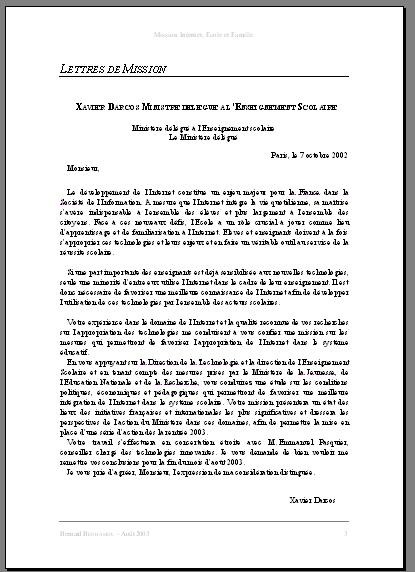 Mission Internet, Ecole et Famille
LETTRES DE MISSION
XAVIER DARCOS MINISTRE DELEGUE A L'ENSEIGNEMENT SCOLAIRE
Ministère délégué à l'Enseignement scolaire
Le Ministre délégué
Paris, le 7 octobre 2002
Monsieur,
Le développement de l'Internet constitue un enjeu majeur pour la France dans la
Société de l'Information. A mesure que l'Internet intègre la vie quotidienne, sa maîtrise
s'avère indispensable à l'ensemble des élèves et plus largement à l'ensemble des
citoyens. Face à ces nouveaux défis, l'Ecole a un rôle crucial à jouer comme lieu
d'apprentissage et de familiarisation à l'Internet. Elèves et enseignant doivent à la fois
s'approprier ces technologies et leurs enjeux et en faire un véritable outil au service de la
réussite scolaire.
Si une part importante des enseignant est déjà sensibilisée aux nouvelles technologies,
seule une minorité d'entre eux utilise l'Internet dans le cadre de leur enseignement. Il est
donc nécessaire de favoriser une meilleure connaissance de l'Internet afin de développer
l'utilisation de ces technologies par l'ensemble des acteurs scolaires.
Votre expérience dans le domaine de l'Internet et la qualité reconnue de vos recherches
sur l'appropriation des technologies me conduisent à vous confier une mission sur les
mesures qui permettront de favoriser l'appropriation de l'Internet dans le système
éducatif.
En vous appuyant sur la Direction de la Technologie et la direction de l'Enseignement
Scolaire et en tenant compte des mesures prises par le Ministère de la Jeunesse, de
l'Education Nationale et de la Recherche, vous conduirez une étude sur les conditions
politiques, économiques et pédagogiques qui permettront de favoriser une meilleure
intégration de l'Internet dans le système scolaire. Votre mission présentera un état des
lieux des initiatives françaises et internationales les plus significatives et dressera les
perspectives de l'action du Ministère dans ces domaines, afin de permettre la mise en
place d'une série d'action dès la rentrée 2003.
Votre travail s'effectuera en concertation étroite avec M. Emmanuel Pasquier,
conseiller chargé des technologies innovantes. Je vous demande de bien vouloir me
remettre vos conclusions pour la fin du mois d'août 2003.
Je vous prie d'agréer, Monsieur, l'expression de ma considération distinguée.
Xavier Darcos
– Août 2003
3